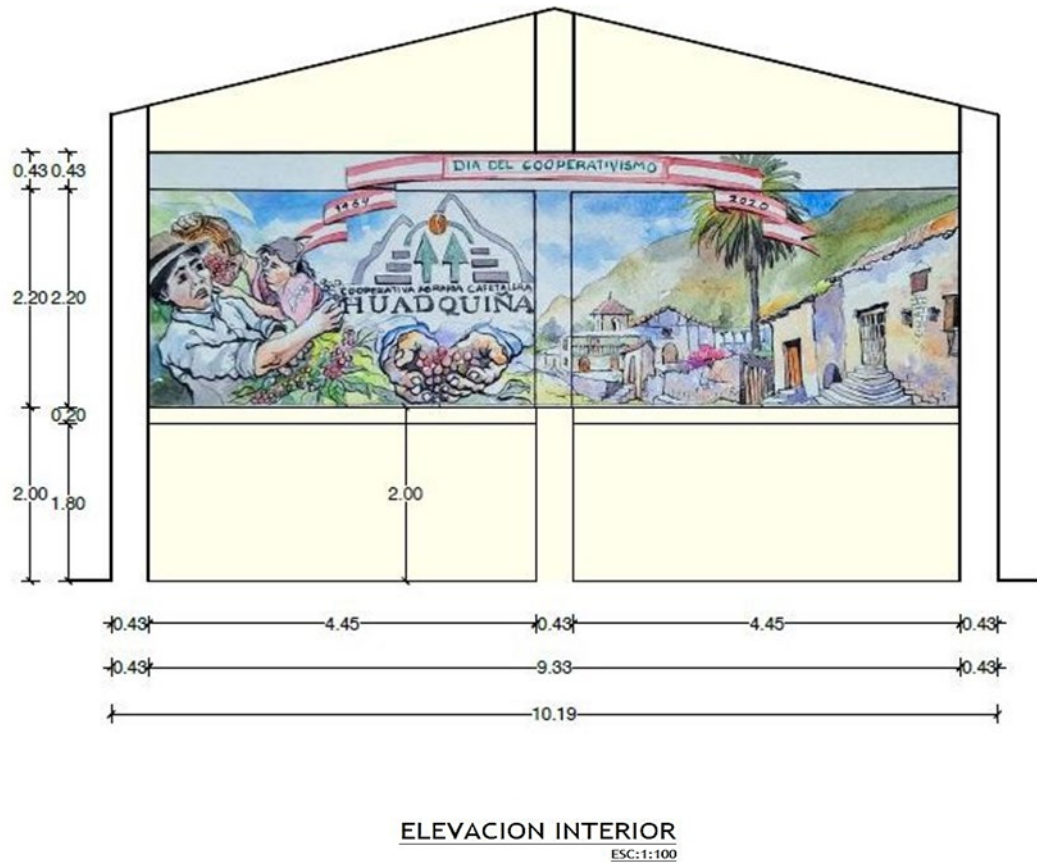 DIA DEL COOPERATIVISMO
1964
2020
COOPERATIVA AGRARIA CAFETALERA
HUADQUIÑA
0.43 0.43
2.20 2.20
0.20
2.00 1.80
2.00
0.43 4.45 0.43 4.45 0.43
0.43 9.33 0.43
10.19
ELEVACION INTERIOR
ESC:1:100